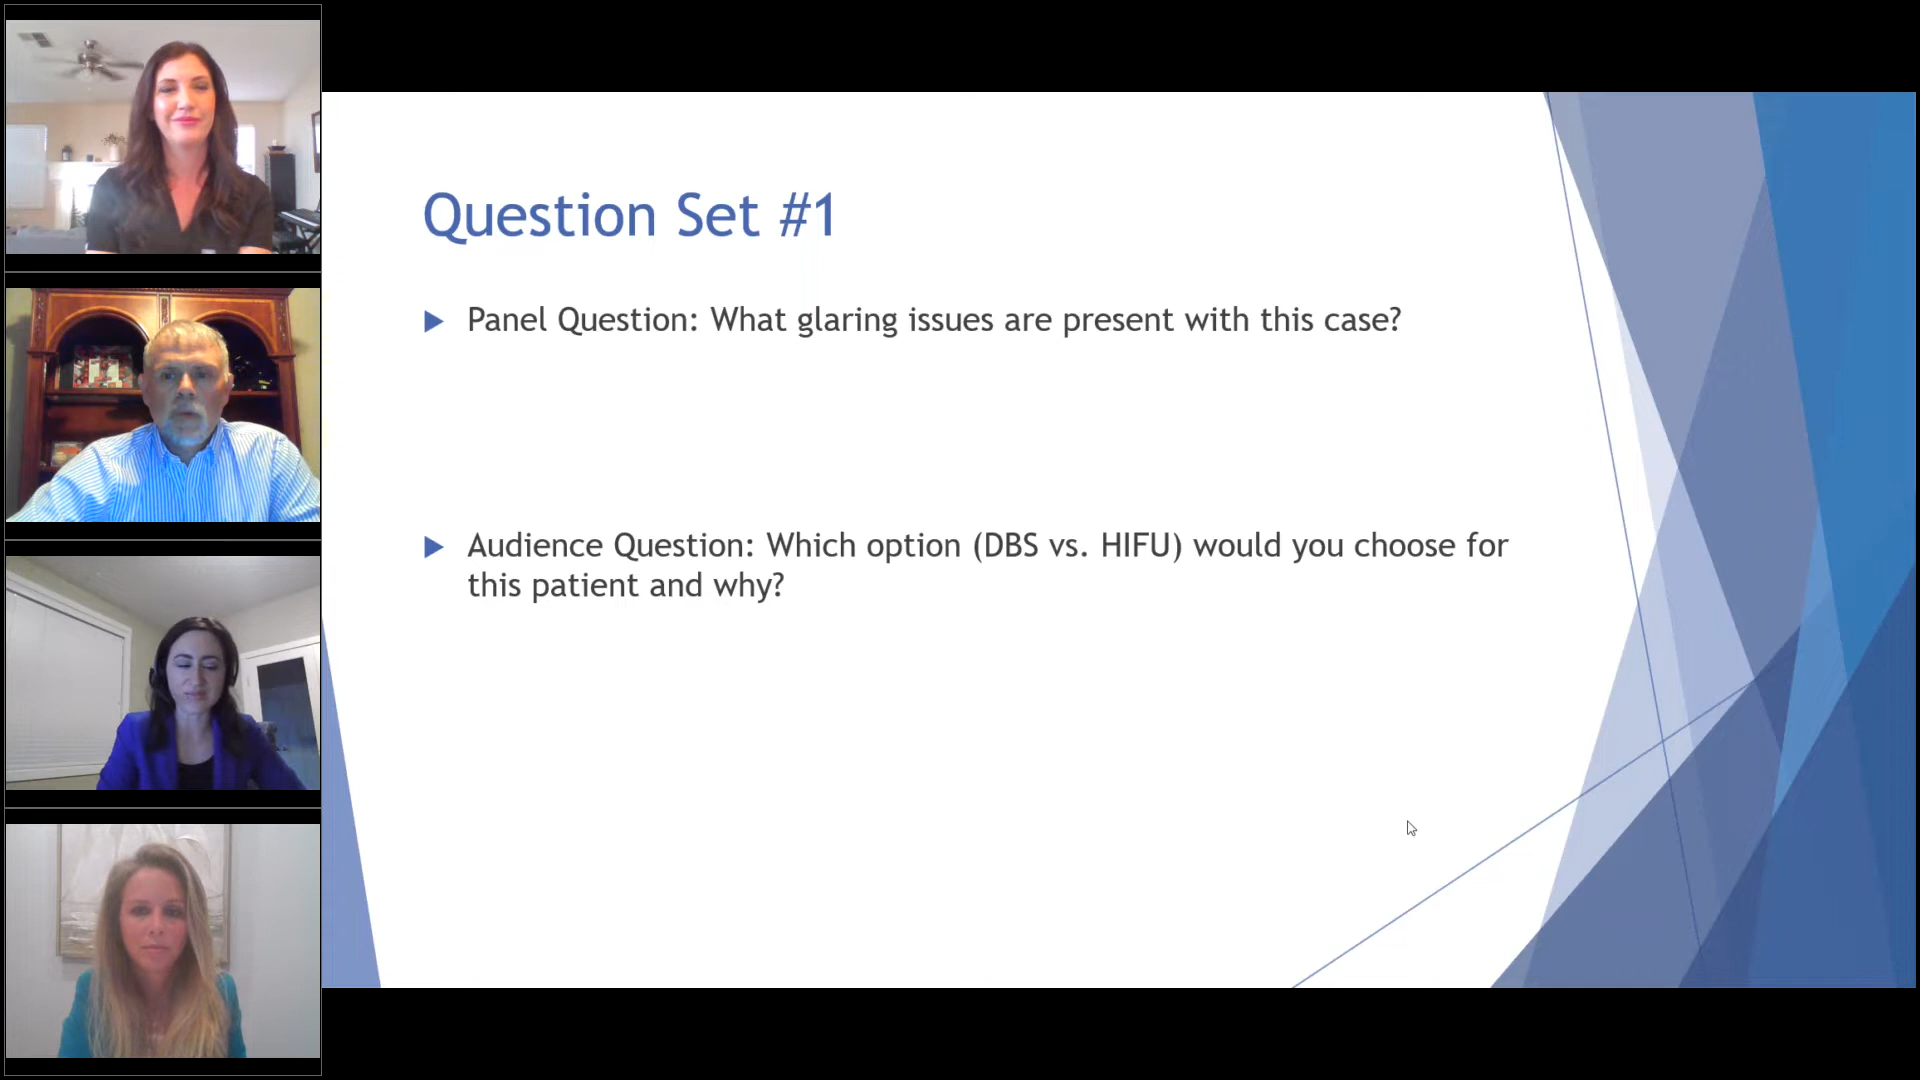 Question Set #1
Panel Question: What glaring issues are present with this case?
Audience Question: Which option (DBS vs. HIFU) would you choose for
this patient and why?